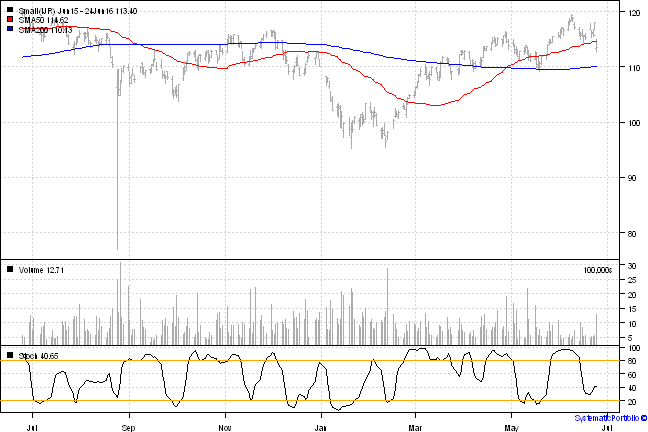 Small(IJR) Jun15 - 24Jun16 113.40
SMA50 114.62
SMA200 110.13
120
110
100
90
80
Volume 12.71
100,000s
30
25
20
15
10
5
Stoch 40.65
100
80
60
40
20
Jul
Sep
Nov
Jan
Mar
May
Jul
SystematicPortfolio ©